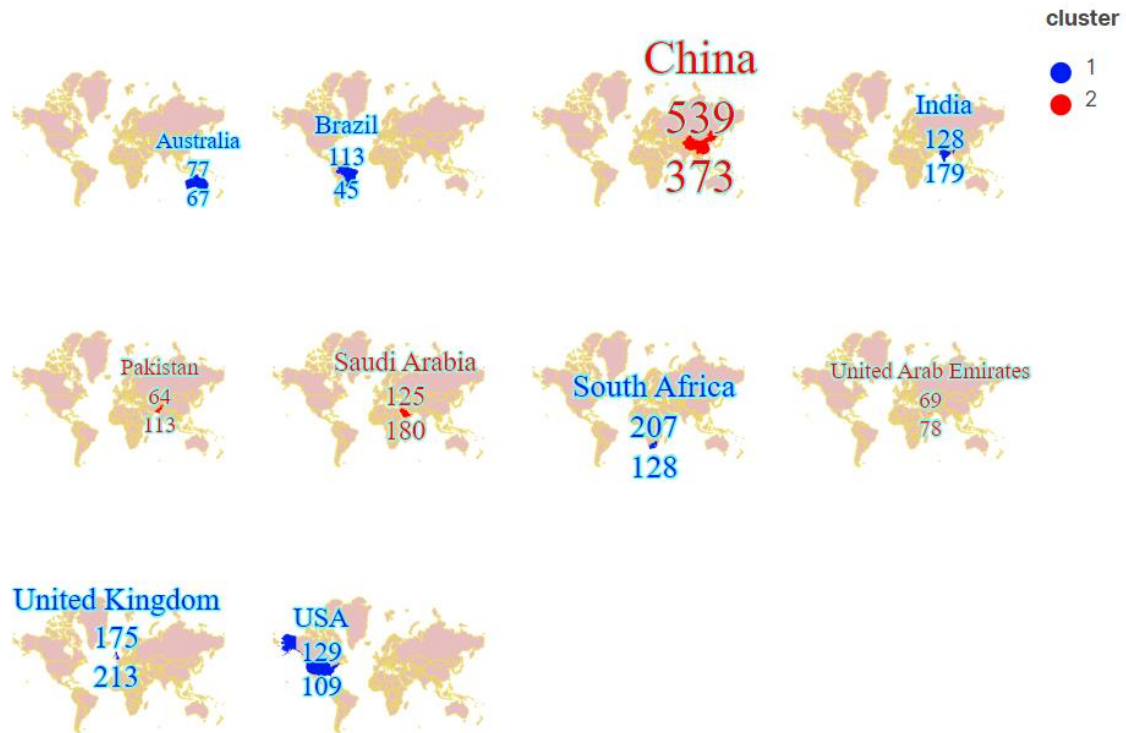 cluster
1
2
Australia
77
67
Brazil
113
45
China
539
373
India
128
179
Pakistan
64
113
Saudi Arabia
125
180
South Africa
207
128
United Arab Emirates
69
78
United Kingdom
175
213
USA
129
109